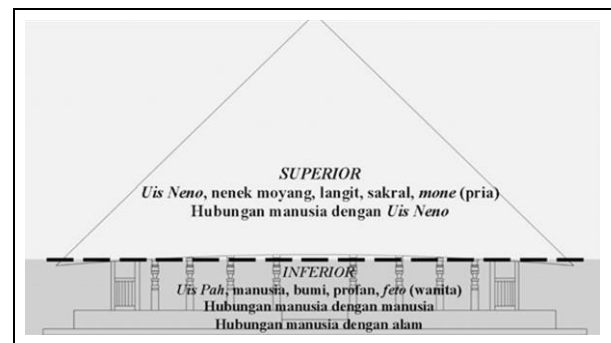 SUPERIOR
Uis Neno, nenek moyang, langit, sakral, mone (pria)
Hubungan manusia dengan Uis Neno
INFERIOR
Uis Pah, manusia, bumi, profan, feto (wanita)
Hubungan manusia dengan manusia
Hubungan manusia dengan alam